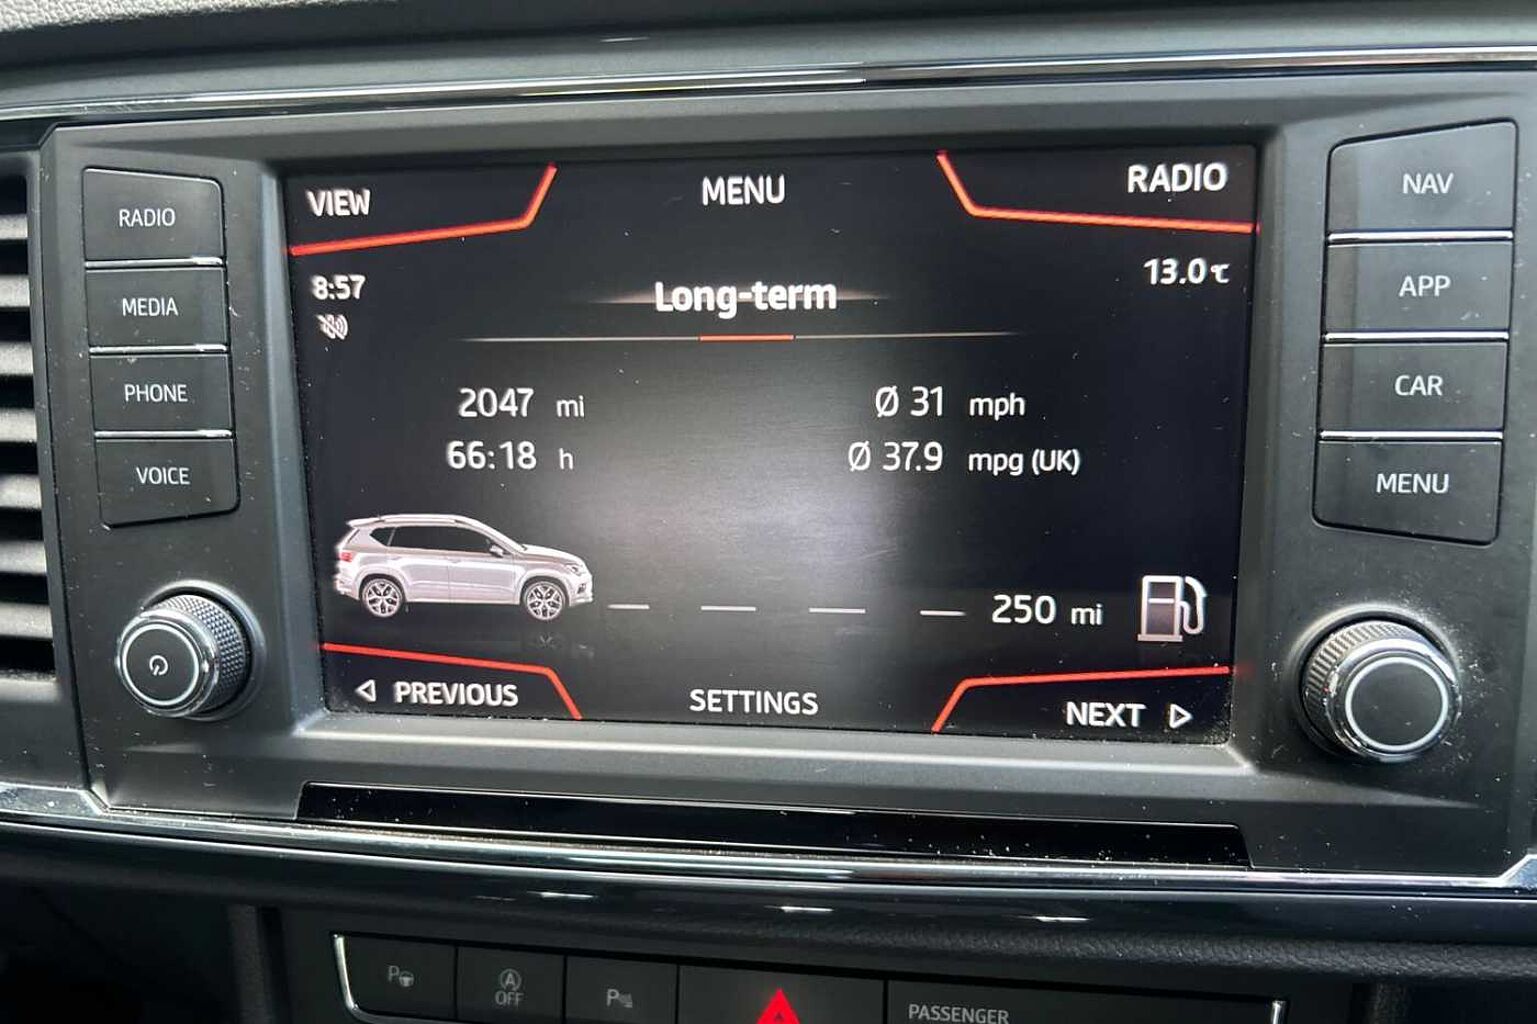 VIEW
MENU
RADIO
8:57
13.0℃
Long-term
2047 mi
Ø 31 mph
66:18 h
Ø 37.9 mpg (UK)
250 mi
PREVIOUS
SETTINGS
NEXT
RADIO
MEDIA
PHONE
VOICE
NAV
APP
CAR
MENU
P
A
OFF
P
PASSENGER